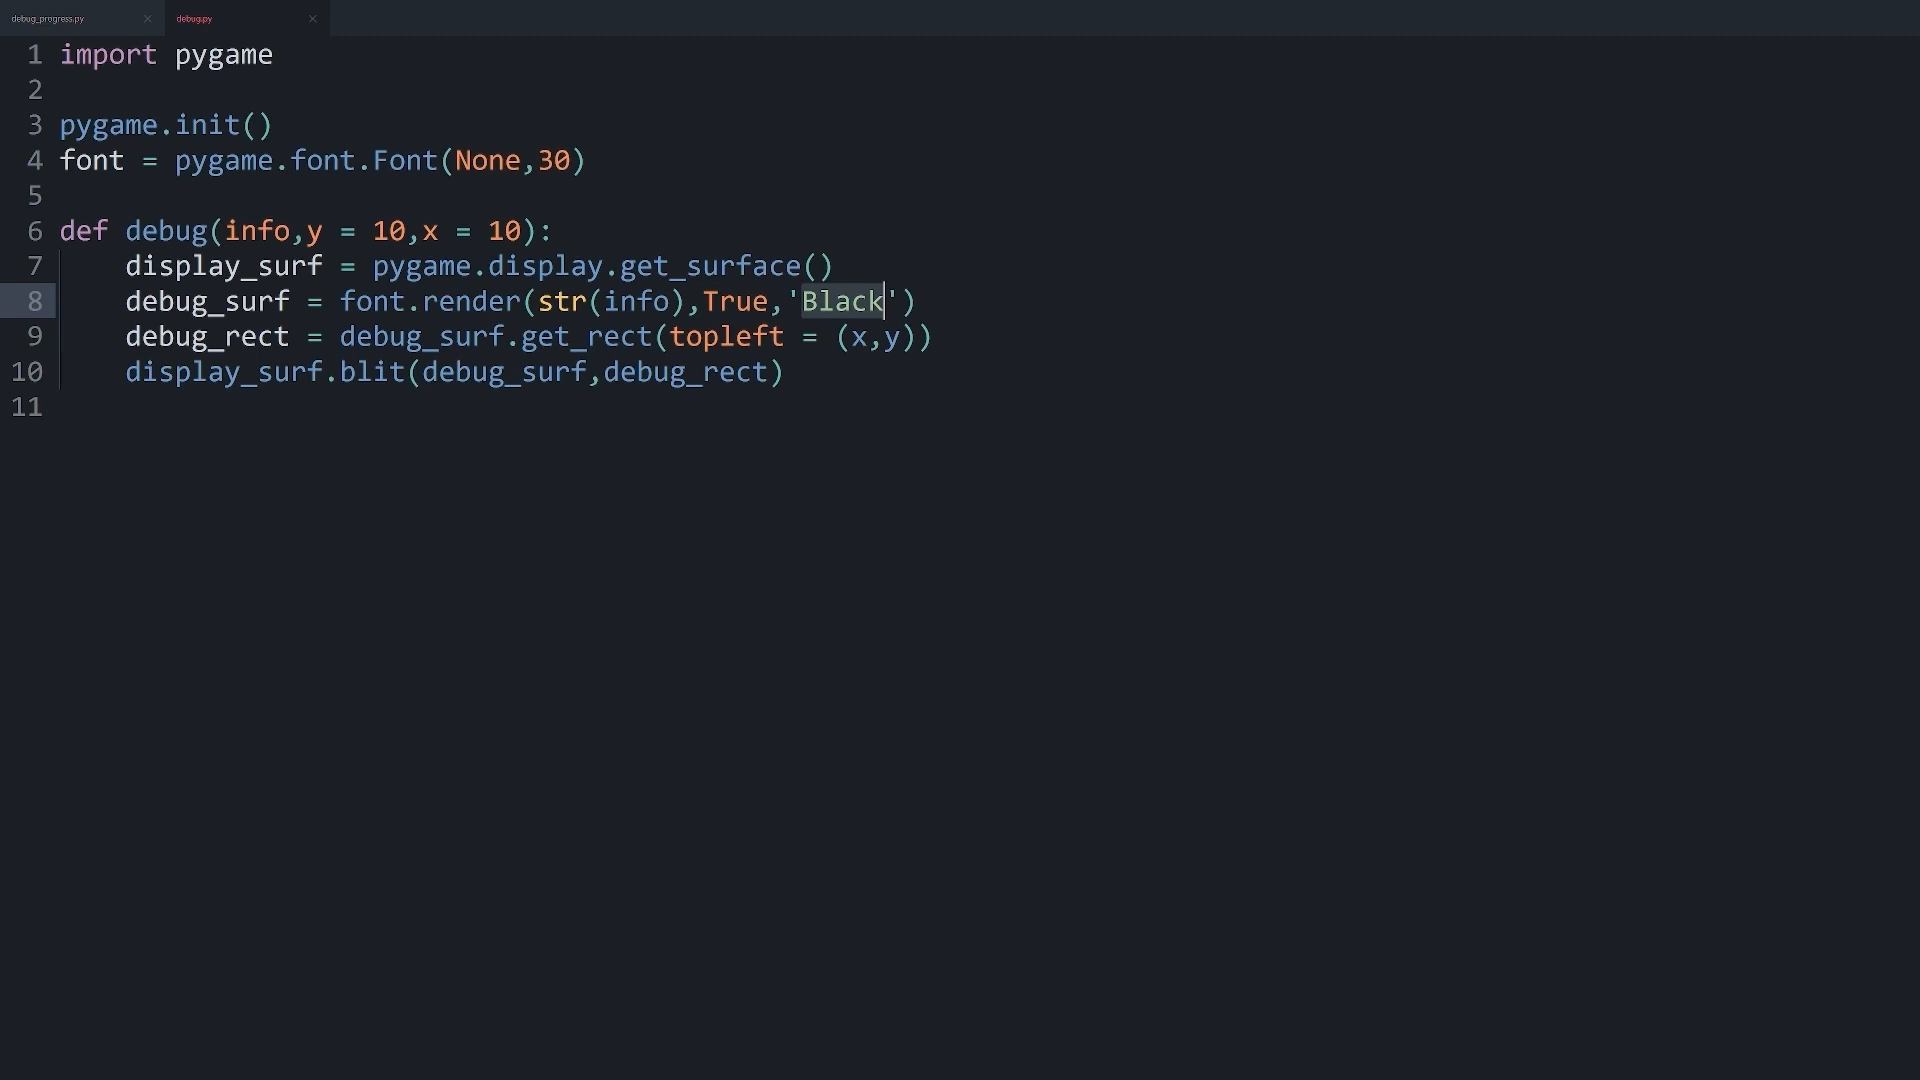 debug_progress.py × debug.py ×
1 import pygame
2
3 pygame.init()
4 font = pygame.font.Font(None,30)
5
6 def debug(info,y = 10,x = 10):
7     display_surf = pygame.display.get_surface()
8     debug_surf = font.render(str(info),True,'Black')
9     debug_rect = debug_surf.get_rect(topleft = (x,y))
10     display_surf.blit(debug_surf,debug_rect)
11